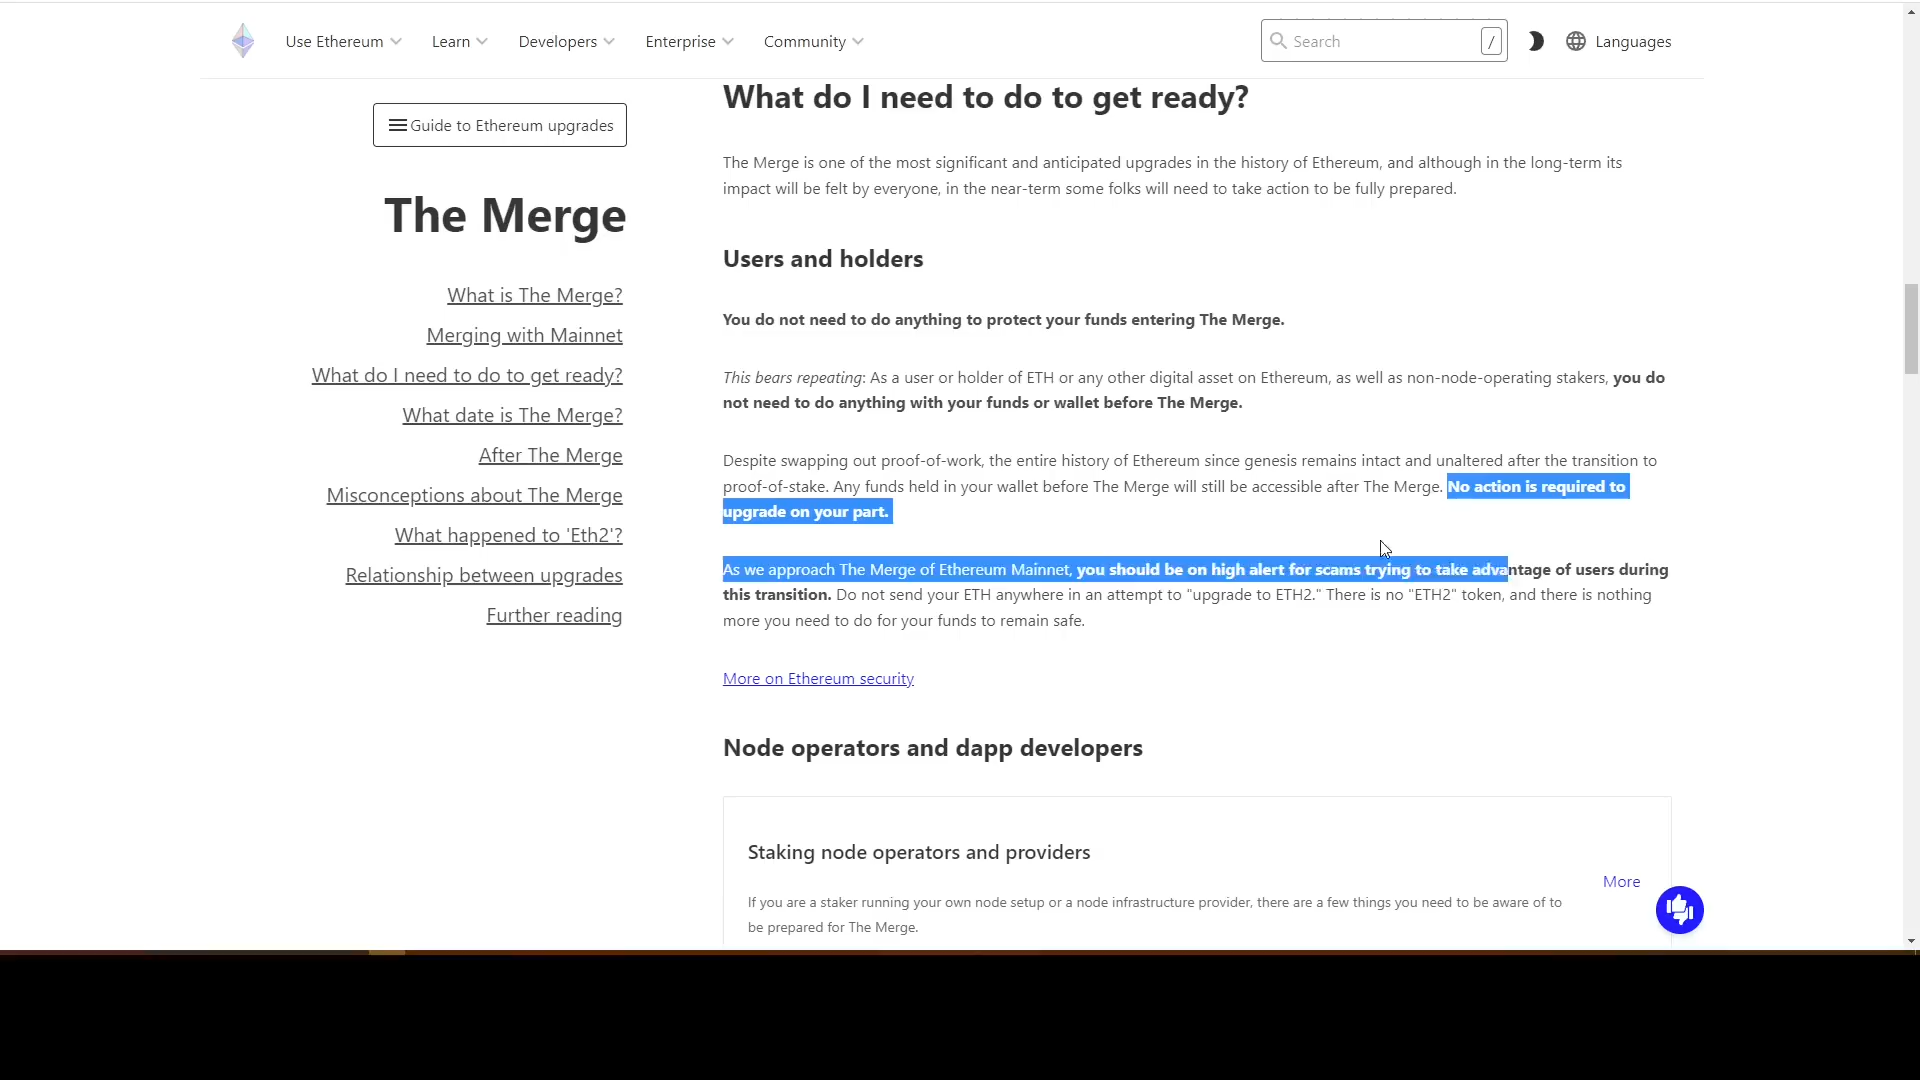 Use Ethereum
Learn
Developers
Enterprise
Community
Search
/
Languages
Guide to Ethereum upgrades
The Merge
What is The Merge?
Merging with Mainnet
What do I need to do to get ready?
What date is The Merge?
After The Merge
Misconceptions about The Merge
What happened to 'Eth2'?
Relationship between upgrades
Further reading
What do I need to do to get ready?
The Merge is one of the most significant and anticipated upgrades in the history of Ethereum, and although in the long-term its
impact will be felt by everyone, in the near-term some folks will need to take action to be fully prepared.
Users and holders
You do not need to do anything to protect your funds entering The Merge.
This bears repeating: As a user or holder of ETH or any other digital asset on Ethereum, as well as non-node-operating stakers, you do
not need to do anything with your funds or wallet before The Merge.
Despite swapping out proof-of-work, the entire history of Ethereum since genesis remains intact and unaltered after the transition to
proof-of-stake. Any funds held in your wallet before The Merge will still be accessible after The Merge. No action is required to
upgrade on your part.
As we approach The Merge of Ethereum Mainnet, you should be on high alert for scams trying to take advantage of users during
this transition. Do not send your ETH anywhere in an attempt to "upgrade to ETH2." There is no "ETH2" token, and there is nothing
more you need to do for your funds to remain safe.
More on Ethereum security
Node operators and dapp developers
Staking node operators and providers
More
If you are a staker running your own node setup or a node infrastructure provider, there are a few things you need to be aware of to
be prepared for The Merge.